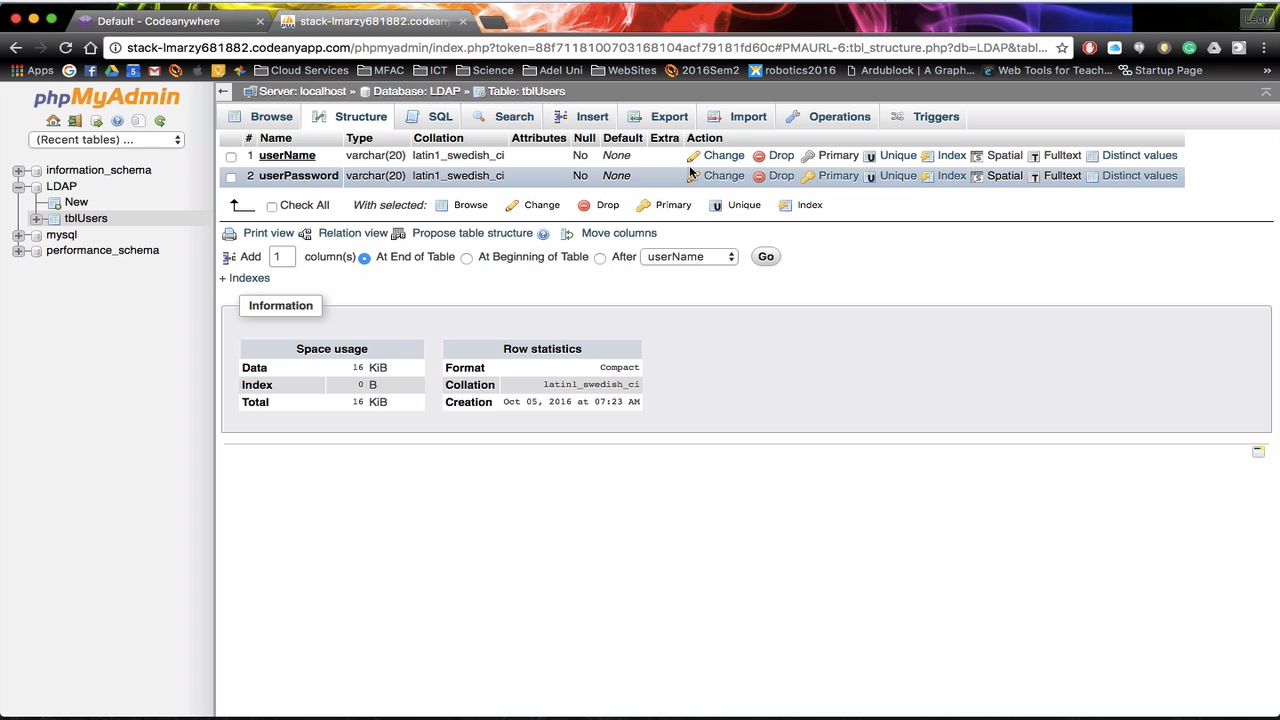 Default - Codeanywhere
stack-lmarzy681882.codeany
Leon
stack-lmarzy681882.codeanyapp.com/phpmyadmin/index.php?token=88f7118100703168104acf79181fd60c#PMAURL-6:tbl_structure.php?db=LDAP&tabl...
Apps 5 Cloud Services MFAC ICT Science Adel Uni WebSites 2016Sem2 robotics2016 Ardublock | A Graph... Web Tools for Teach... Startup Page »
phpMyAdmin
(Recent tables) ...
information_schema
LDAP
New
tblUsers
mysql
performance_schema
Server: localhost » Database: LDAP » Table: tblUsers
Browse Structure SQL Search Insert Export Import Operations Triggers
# Name Type Collation Attributes Null Default Extra Action
1 userName varchar(20) latin1_swedish_ci No None Change Drop Primary Unique Index Spatial Fulltext Distinct values
2 userPassword varchar(20) latin1_swedish_ci No None Change Drop Primary Unique Index Spatial Fulltext Distinct values
Check All With selected: Browse Change Drop Primary Unique Index
Print view Relation view Propose table structure Move columns
Add 1 column(s) At End of Table At Beginning of Table After userName Go
+ Indexes
Information
Space usage
Data 16 KiB
Index 0 B
Total 16 KiB
Row statistics
Format Compact
Collation latin1_swedish_ci
Creation Oct 05, 2016 at 07:23 AM